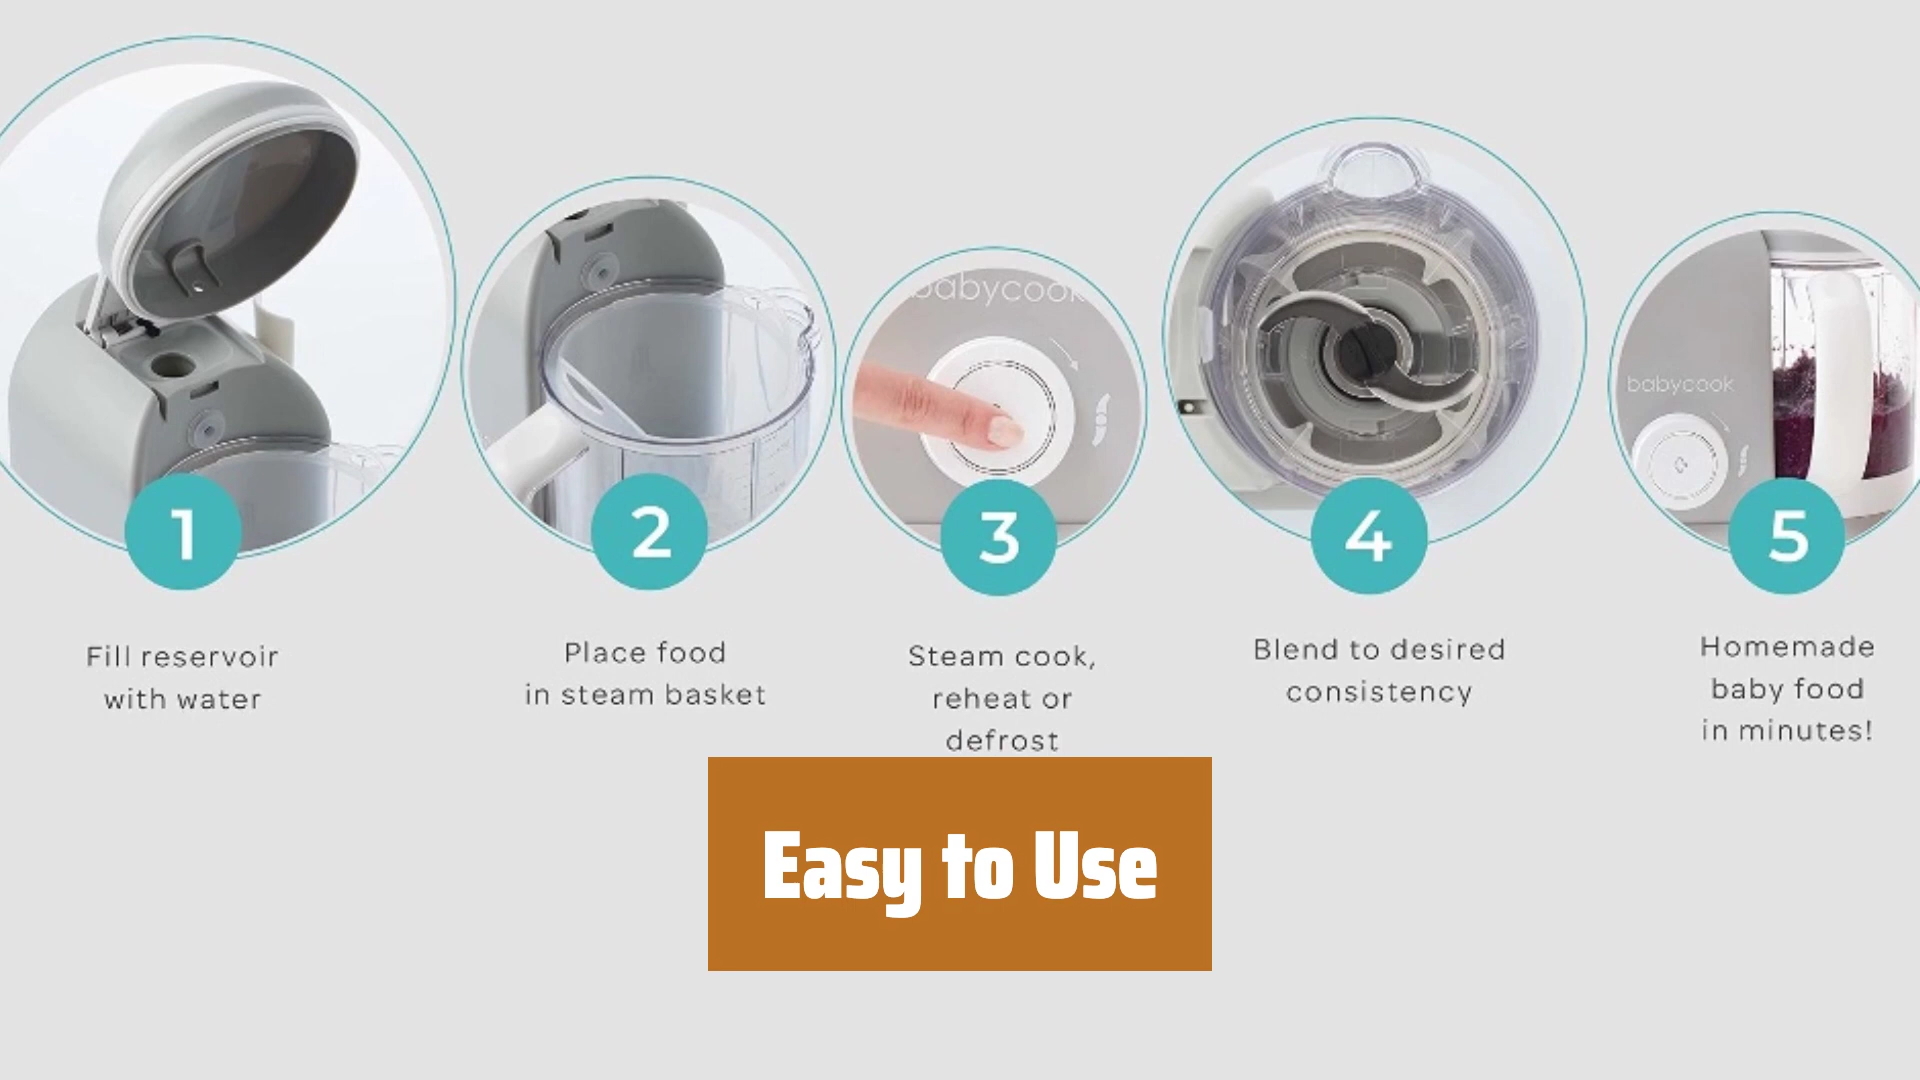 babycook
babycook
1
2
3
4
5
Fill reservoir
with water
Place food
in steam basket
Steam cook,
reheat or
defrost
Blend to desired
consistency
Homemade
baby food
in minutes!
Easy to Use